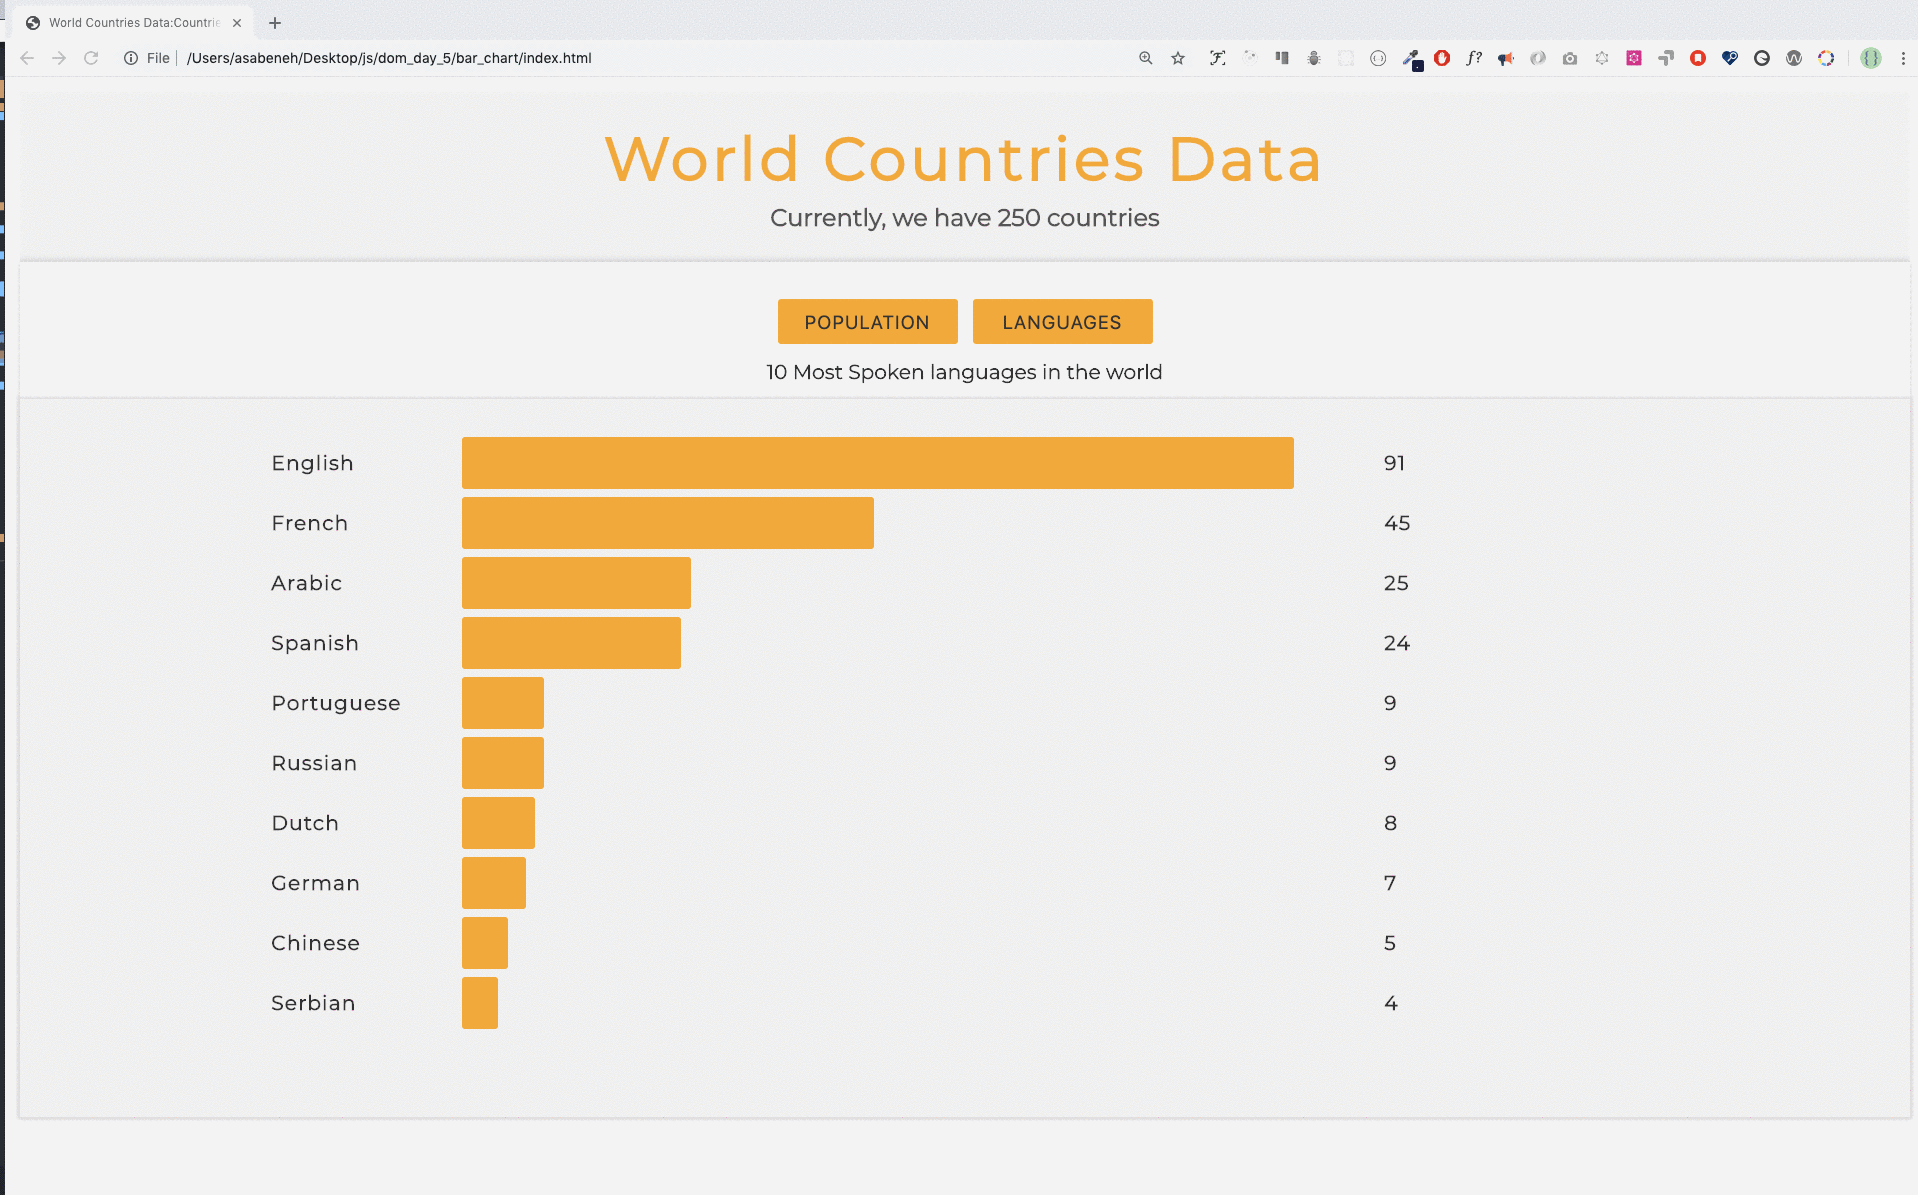 World Countries Data:Countrie
File /Users/asabeneh/Desktop/js/dom_day_5/bar_chart/index.html
World Countries Data
Currently, we have 250 countries
POPULATION LANGUAGES
10 Most Spoken languages in the world
English 91
French 45
Arabic 25
Spanish 24
Portuguese 9
Russian 9
Dutch 8
German 7
Chinese 5
Serbian 4